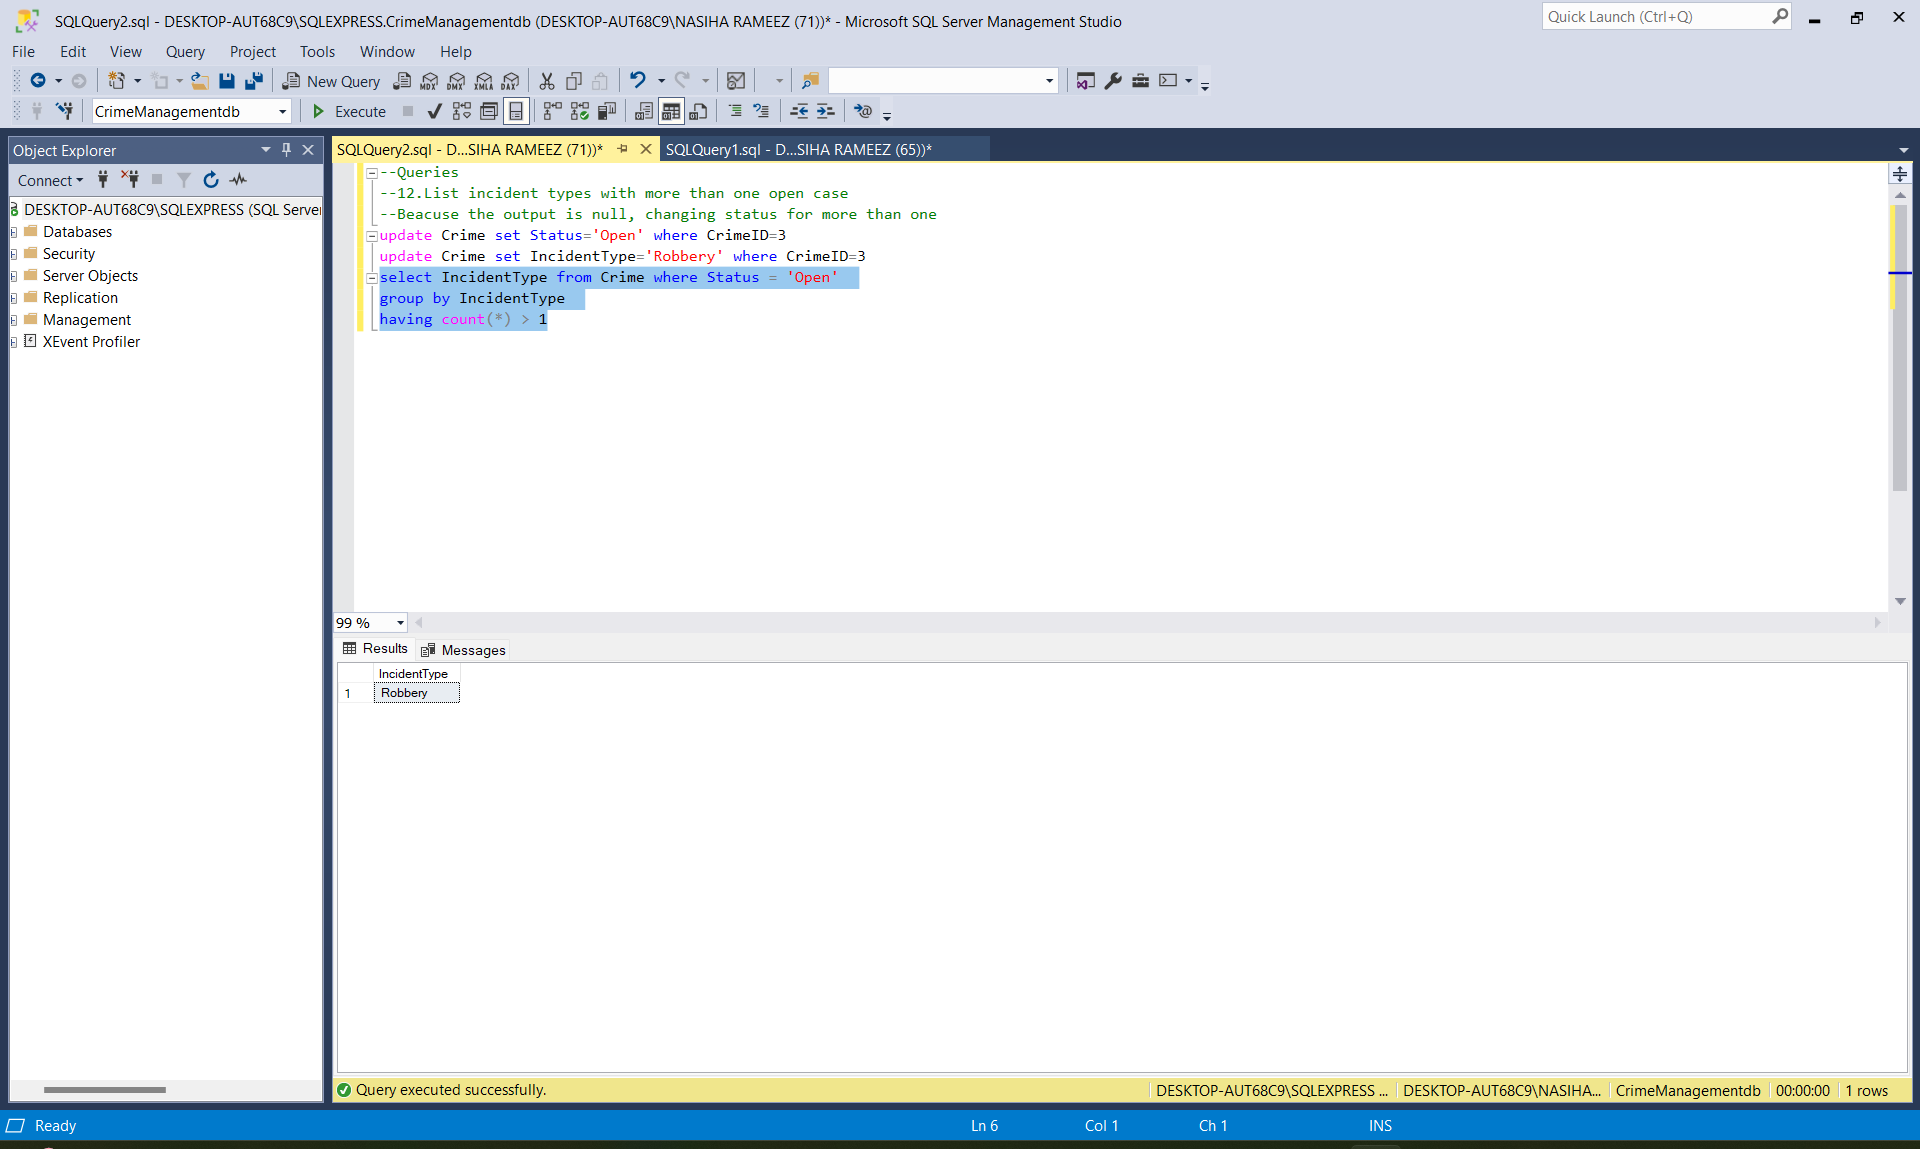 SQLQuery2.sql - DESKTOP-AUT68C9\SQLEXPRESS.CrimeManagementdb (DESKTOP-AUT68C9\NASIHA RAMEEZ (71))* - Microsoft SQL Server Management Studio
Quick Launch (Ctrl+Q)
File Edit View Query Project Tools Window Help
New Query MDX DMX XMLA DAX
CrimeManagementdb Execute
Object Explorer
SQLQuery2.sql - D...SIHA RAMEEZ (71))* SQLQuery1.sql - D...SIHA RAMEEZ (65))*
Connect
DESKTOP-AUT68C9\SQLEXPRESS (SQL Server
Databases
Security
Server Objects
Replication
Management
XEvent Profiler
--Queries
--12.List incident types with more than one open case
--Beacuse the output is null, changing status for more than one
update Crime set Status='Open' where CrimeID=3
update Crime set IncidentType='Robbery' where CrimeID=3
select IncidentType from Crime where Status = 'Open'
group by IncidentType
having count(*) > 1
99 %
Results Messages
IncidentType
1 Robbery
Query executed successfully. DESKTOP-AUT68C9\SQLEXPRESS ... DESKTOP-AUT68C9\NASIHA... CrimeManagementdb 00:00:00 1 rows
Ready Ln 6 Col 1 Ch 1 INS